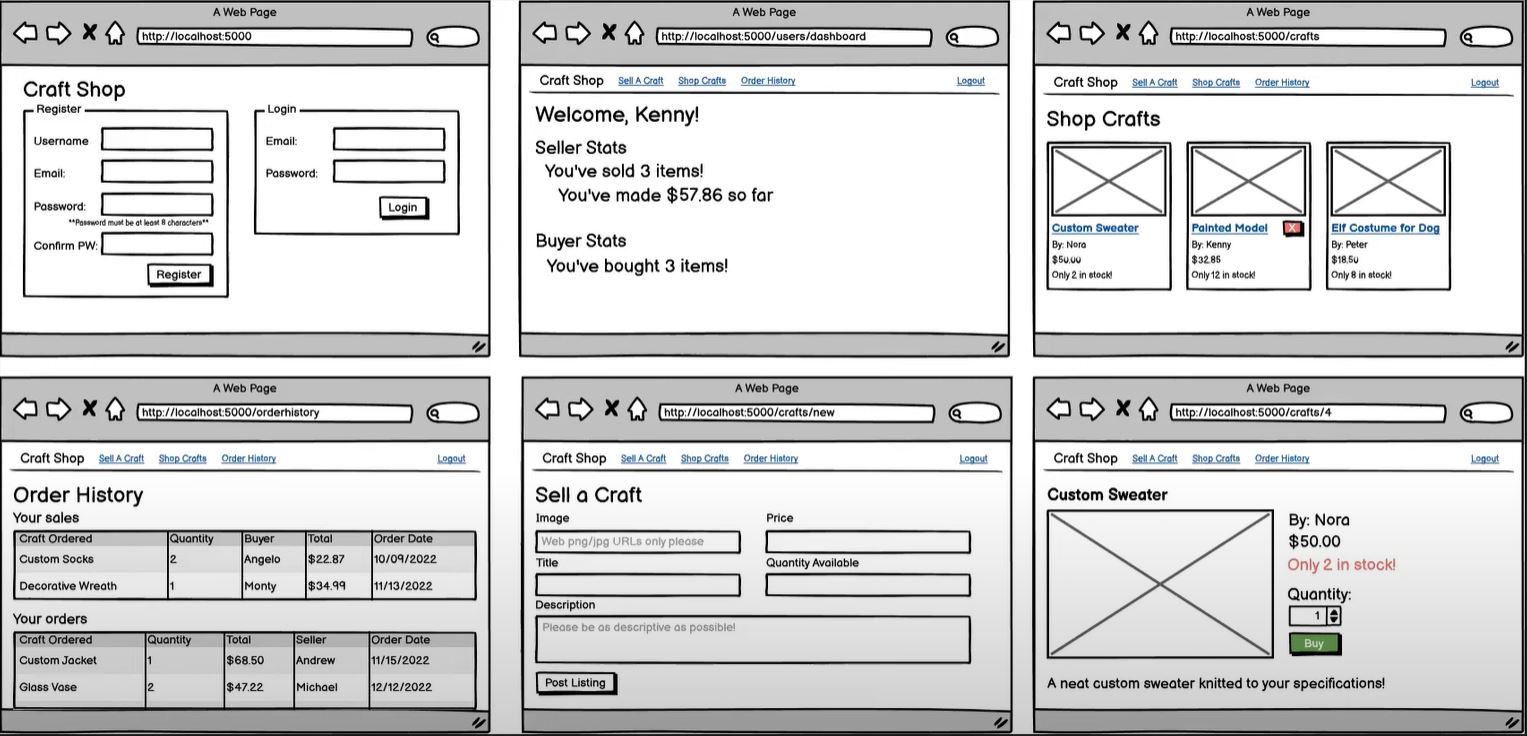 A Web Page
http://localhost:5000
Craft Shop
Register
Username
Email:
Password:
**Password must be at least 8 characters**
Confirm PW:
Register
Login
Email:
Password:
Login
A Web Page
http://localhost:5000/users/dashboard
Craft Shop Sell A Craft Shop Crafts Order History Logout
Welcome, Kenny!
Seller Stats
You've sold 3 items!
You've made $57.86 so far
Buyer Stats
You've bought 3 items!
A Web Page
http://localhost:5000/crafts
Craft Shop Sell A Craft Shop Crafts Order History Logout
Shop Crafts
Custom Sweater
By: Nora
$50.00
Only 2 in stock!
Painted Model X
By: Kenny
$32.85
Only 12 in stock!
Elf Costume for Dog
By: Peter
$18.50
Only 8 in stock!
A Web Page
http://localhost:5000/orderhistory
Craft Shop Sell A Craft Shop Crafts Order History Logout
Order History
Your sales
Craft Ordered Quantity Buyer Total Order Date
Custom Socks 2 Angelo $22.87 10/09/2022
Decorative Wreath 1 Monty $34.99 11/13/2022
Your orders
Craft Ordered Quantity Total Seller Order Date
Custom Jacket 1 $68.50 Andrew 11/15/2022
Glass Vase 2 $47.22 Michael 12/12/2022
A Web Page
http://localhost:5000/crafts/new
Craft Shop Sell A Craft Shop Crafts Order History Logout
Sell a Craft
Image Price
Web png/jpg URLs only please
Title Quantity Available
Description
Please be as descriptive as possible!
Post Listing
A Web Page
http://localhost:5000/crafts/4
Craft Shop Sell A Craft Shop Crafts Order History Logout
Custom Sweater
By: Nora
$50.00
Only 2 in stock!
Quantity:
1
Buy
A neat custom sweater knitted to your specifications!